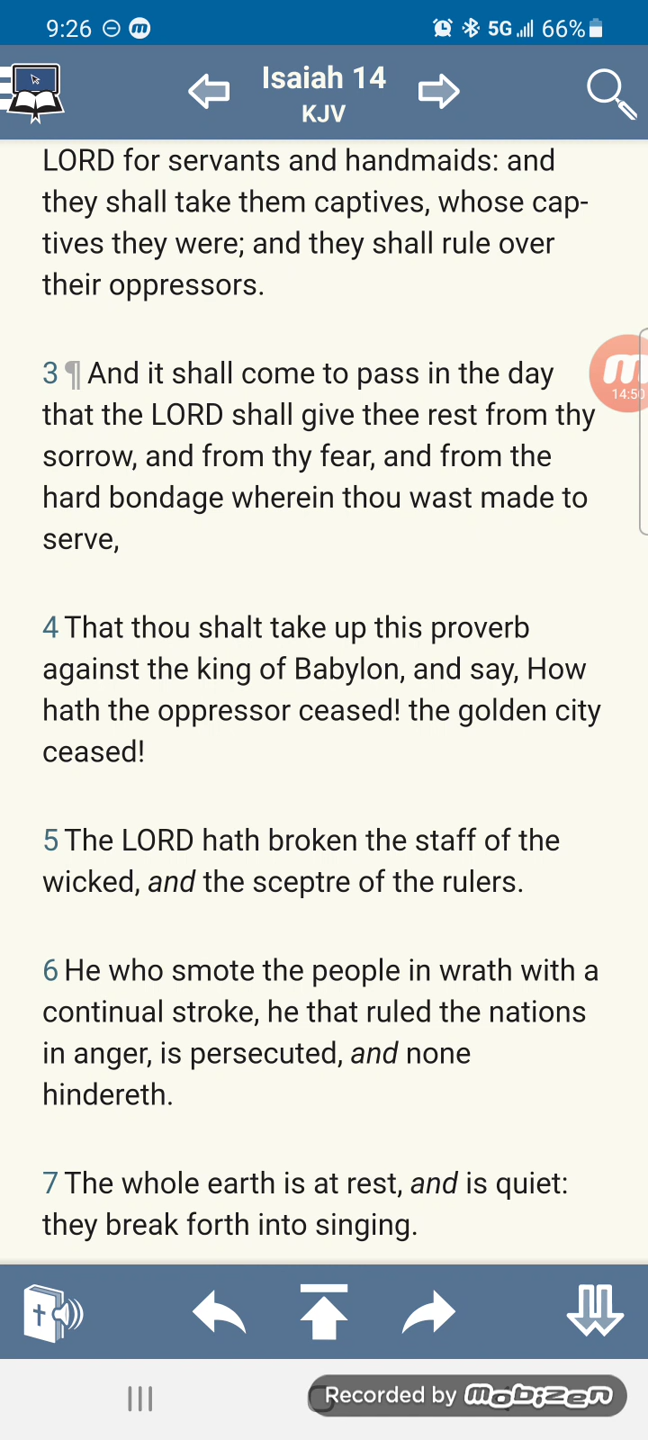 9:26
5G 66%
Isaiah 14
KJV
LORD for servants and handmaids: and
they shall take them captives, whose cap-
tives they were; and they shall rule over
their oppressors.
3 ¶ And it shall come to pass in the day
that the LORD shall give thee rest from thy
14:50
sorrow, and from thy fear, and from the
hard bondage wherein thou wast made to
serve,
4 That thou shalt take up this proverb
against the king of Babylon, and say, How
hath the oppressor ceased! the golden city
ceased!
5 The LORD hath broken the staff of the
wicked, and the sceptre of the rulers.
6 He who smote the people in wrath with a
continual stroke, he that ruled the nations
in anger, is persecuted, and none
hindereth.
7 The whole earth is at rest, and is quiet:
they break forth into singing.
Recorded by mobizen